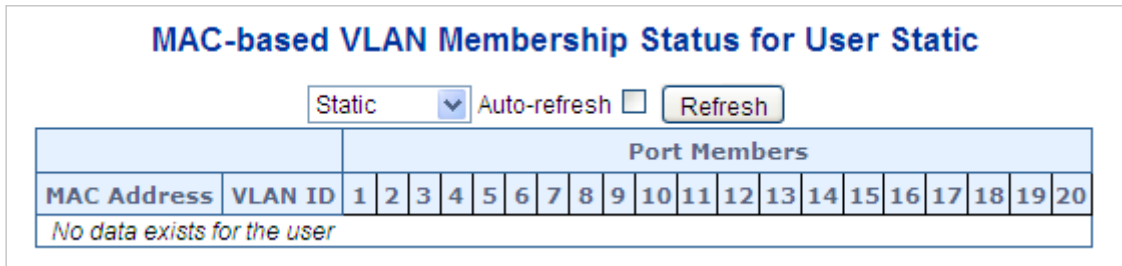 MAC-based VLAN Membership Status for User Static
Static Auto-refresh Refresh
Port Members
MAC Address VLAN ID 1 2 3 4 5 6 7 8 9 10 11 12 13 14 15 16 17 18 19 20
No data exists for the user